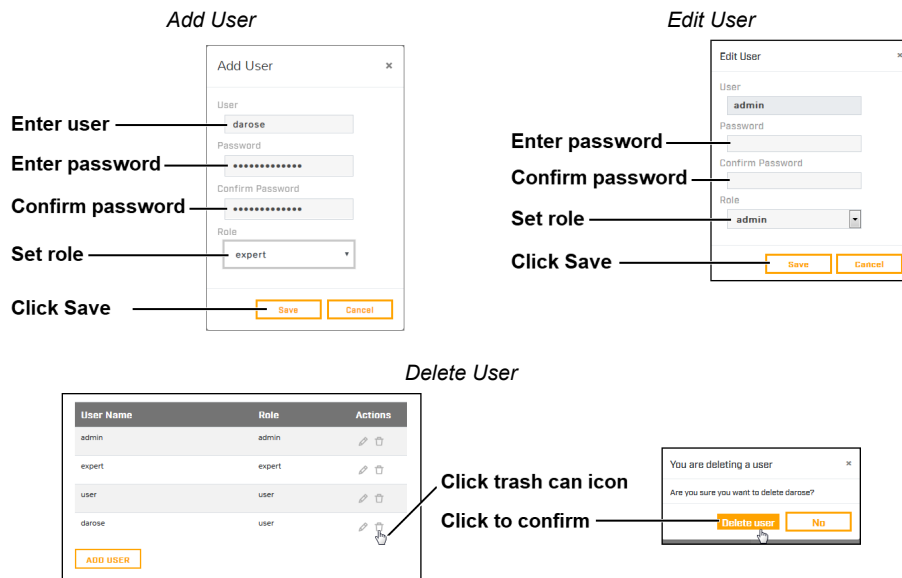 Add User
Add User ×
User
Enter user
darose
Password
Enter password
•••••••••••••
Confirm Password
Confirm password
•••••••••••••
Role
Set role
expert
Click Save
Save Cancel
Edit User
Edit User ×
User
admin
Password
Enter password
Confirm Password
Confirm password
Role
Set role
admin
Click Save
Save Cancel
Delete User
User Name Role Actions
admin admin
expert expert
user user
darose user
ADD USER
Click trash can icon
Click to confirm
You are deleting a user ×
Are you sure you want to delete darose?
Delete user No